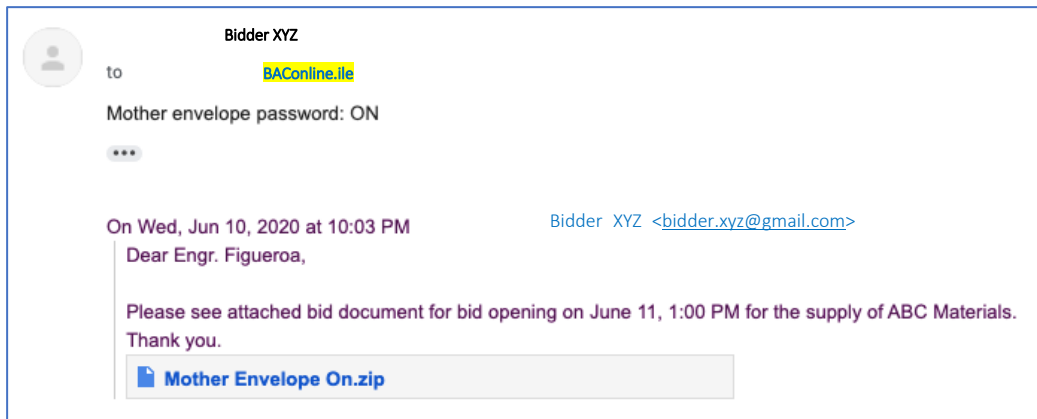 Bidder XYZ
to BAConline.ile
Mother envelope password: ON
On Wed, Jun 10, 2020 at 10:03 PM Bidder XYZ <bidder.xyz@gmail.com>
Dear Engr. Figueroa,
Please see attached bid document for bid opening on June 11, 1:00 PM for the supply of ABC Materials.
Thank you.
Mother Envelope On.zip